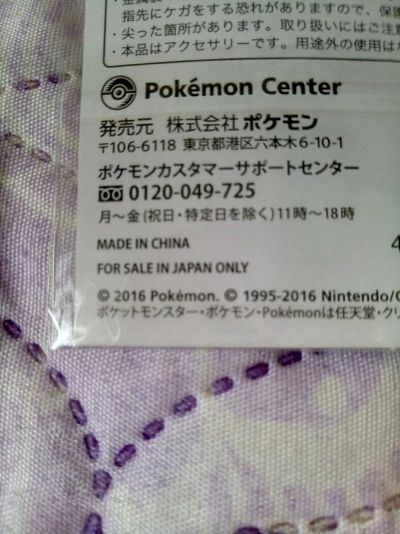 指先にケガをする恐れがありますので、保護
・尖った箇所があります。取り扱いにはご注意
・本品はアクセサリーです。用途外の使用は
Pokémon Center
発売元 株式会社 ポケモン
〒106-6118 東京都港区六本木6-10-1
ポケモンカスタマーサポートセンター
0120-049-725
月～金(祝日・特定日を除く)11時～18時
MADE IN CHINA
4
FOR SALE IN JAPAN ONLY
© 2016 Pokémon. © 1995-2016 Nintendo/
ポケットモンスター・ポケモン・Pokémonは任天堂・クリ